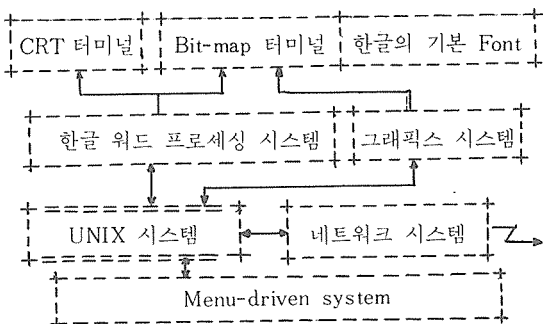 CRT 터미널 Bit-map 터미널 한글의 기본 Font
한글 워드 프로세싱 시스템 그래픽스 시스템
UNIX 시스템 네트워크 시스템
Menu-driven system